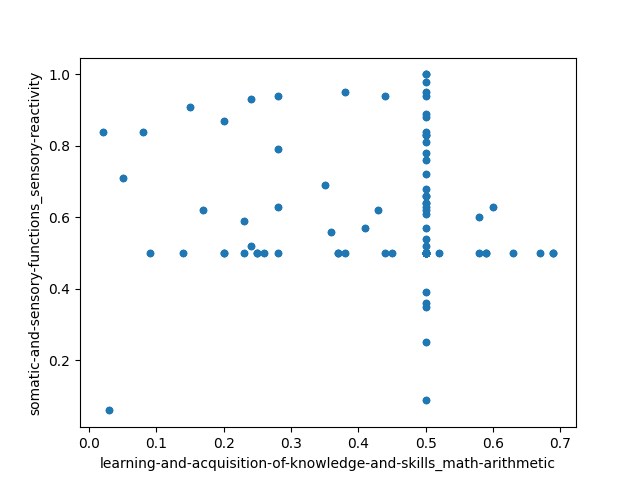 1.0
0.8
0.6
0.4
0.2
somatic-and-sensory-functions_sensory-reactivity
0.0 0.1 0.2 0.3 0.4 0.5 0.6 0.7
learning-and-acquisition-of-knowledge-and-skills_math-arithmetic